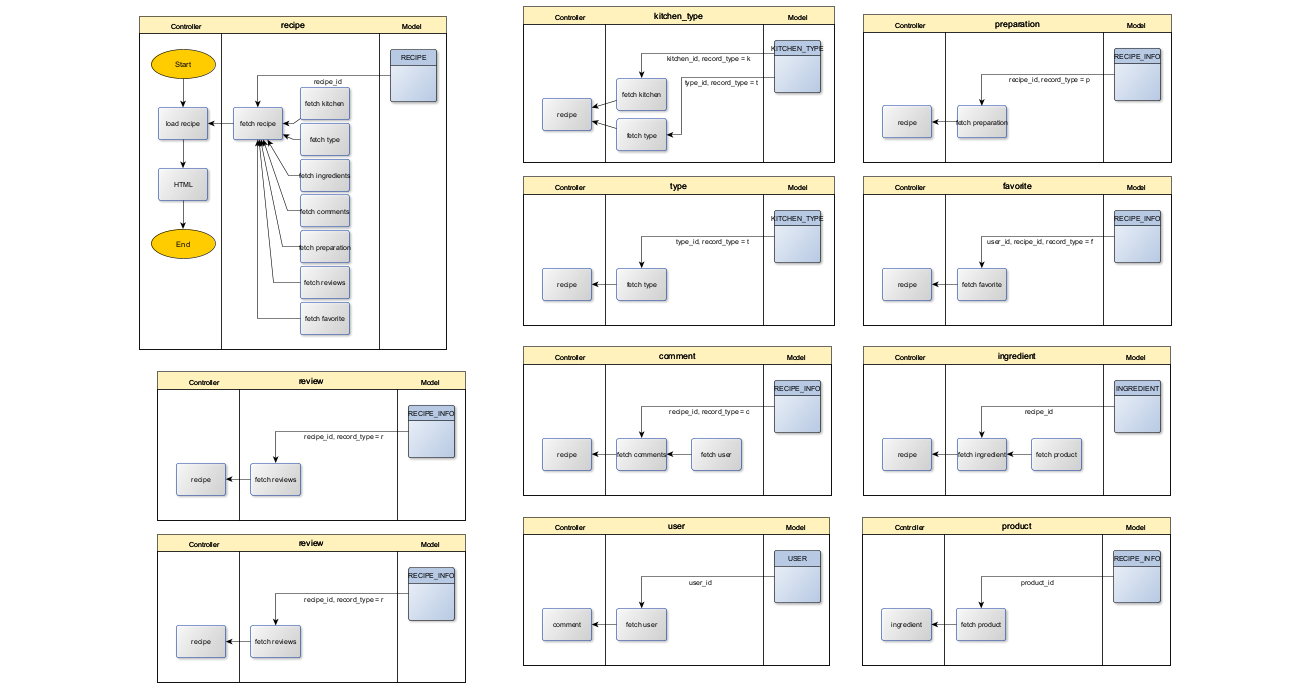 Controller recipe Model
Start
RECIPE
recipe_id
fetch kitchen
load recipe
fetch recipe
fetch type
HTML
fetch ingredients
fetch comments
End
fetch preparation
fetch reviews
fetch favorite
Controller review Model
RECIPE_INFO
recipe_id, record_type = r
recipe
fetch reviews
Controller review Model
RECIPE_INFO
recipe_id, record_type = r
recipe
fetch reviews
Controller kitchen_type Model
KITCHEN_TYPE
kitchen_id, record_type = k
type_id, record_type = t
fetch kitchen
recipe
fetch type
Controller type Model
KITCHEN_TYPE
type_id, record_type = t
recipe
fetch type
Controller comment Model
RECIPE_INFO
recipe_id, record_type = c
recipe
fetch comments
fetch user
Controller user Model
USER
user_id
comment
fetch user
Controller preparation Model
RECIPE_INFO
recipe_id, record_type = p
recipe
fetch preparation
Controller favorite Model
RECIPE_INFO
user_id, recipe_id, record_type = f
recipe
fetch favorite
Controller ingredient Model
INGREDIENT
recipe_id
recipe
fetch ingredient
fetch product
Controller product Model
RECIPE_INFO
product_id
ingredient
fetch product